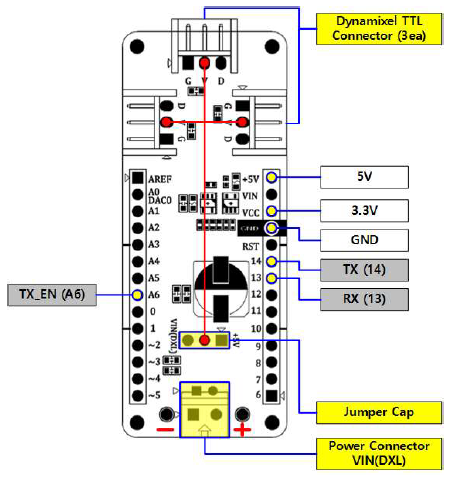 Dynamixel TTL
Connector (3ea)
G V D
D V G
D V G
AREF
A0
DAC0
A1
A2
A3
A4
A5
A6
0
1
~2
~3
~4
~5
+5V
VIN
VCC
GND
RST
14
13
12
11
10
9
8
7
6
5V
3.3V
GND
TX (14)
RX (13)
TX_EN (A6)
VIN(DXL)
+5V
Jumper Cap
− +
Power Connector
VIN(DXL)